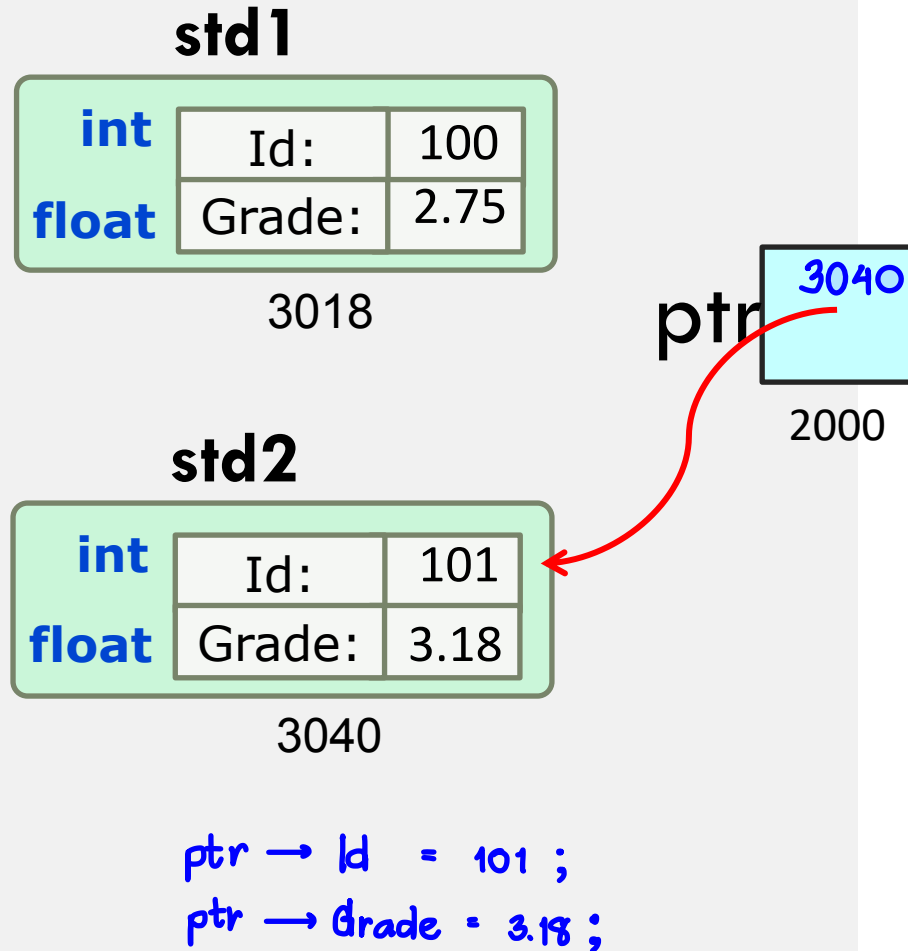 std1
int Id: 100
float Grade: 2.75
3018
ptr 3040
2000
std2
int Id: 101
float Grade: 3.18
3040
ptr → Id = 101 ;
ptr → Grade = 3.18 ;